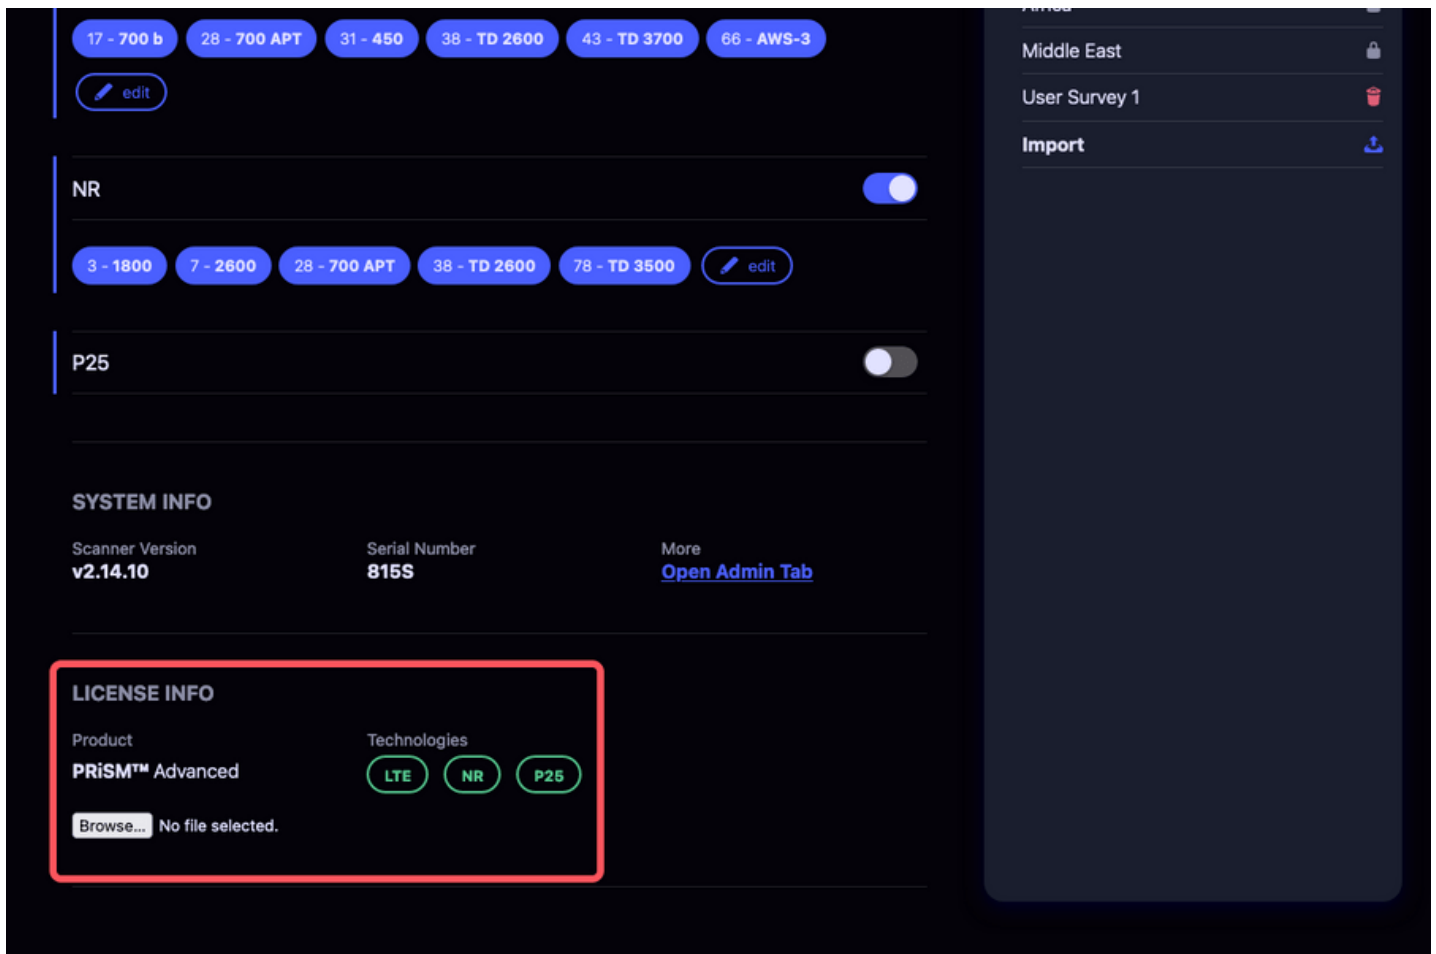 17 - 700 b
28 - 700 APT
31 - 450
38 - TD 2600
43 - TD 3700
66 - AWS-3
edit
NR
3 - 1800
7 - 2600
28 - 700 APT
38 - TD 2600
78 - TD 3500
edit
P25
SYSTEM INFO
Scanner Version
v2.14.10
Serial Number
815S
More
Open Admin Tab
LICENSE INFO
Product
PRiSM™ Advanced
Technologies
LTE
NR
P25
Browse... No file selected.
Africa
Middle East
User Survey 1
Import